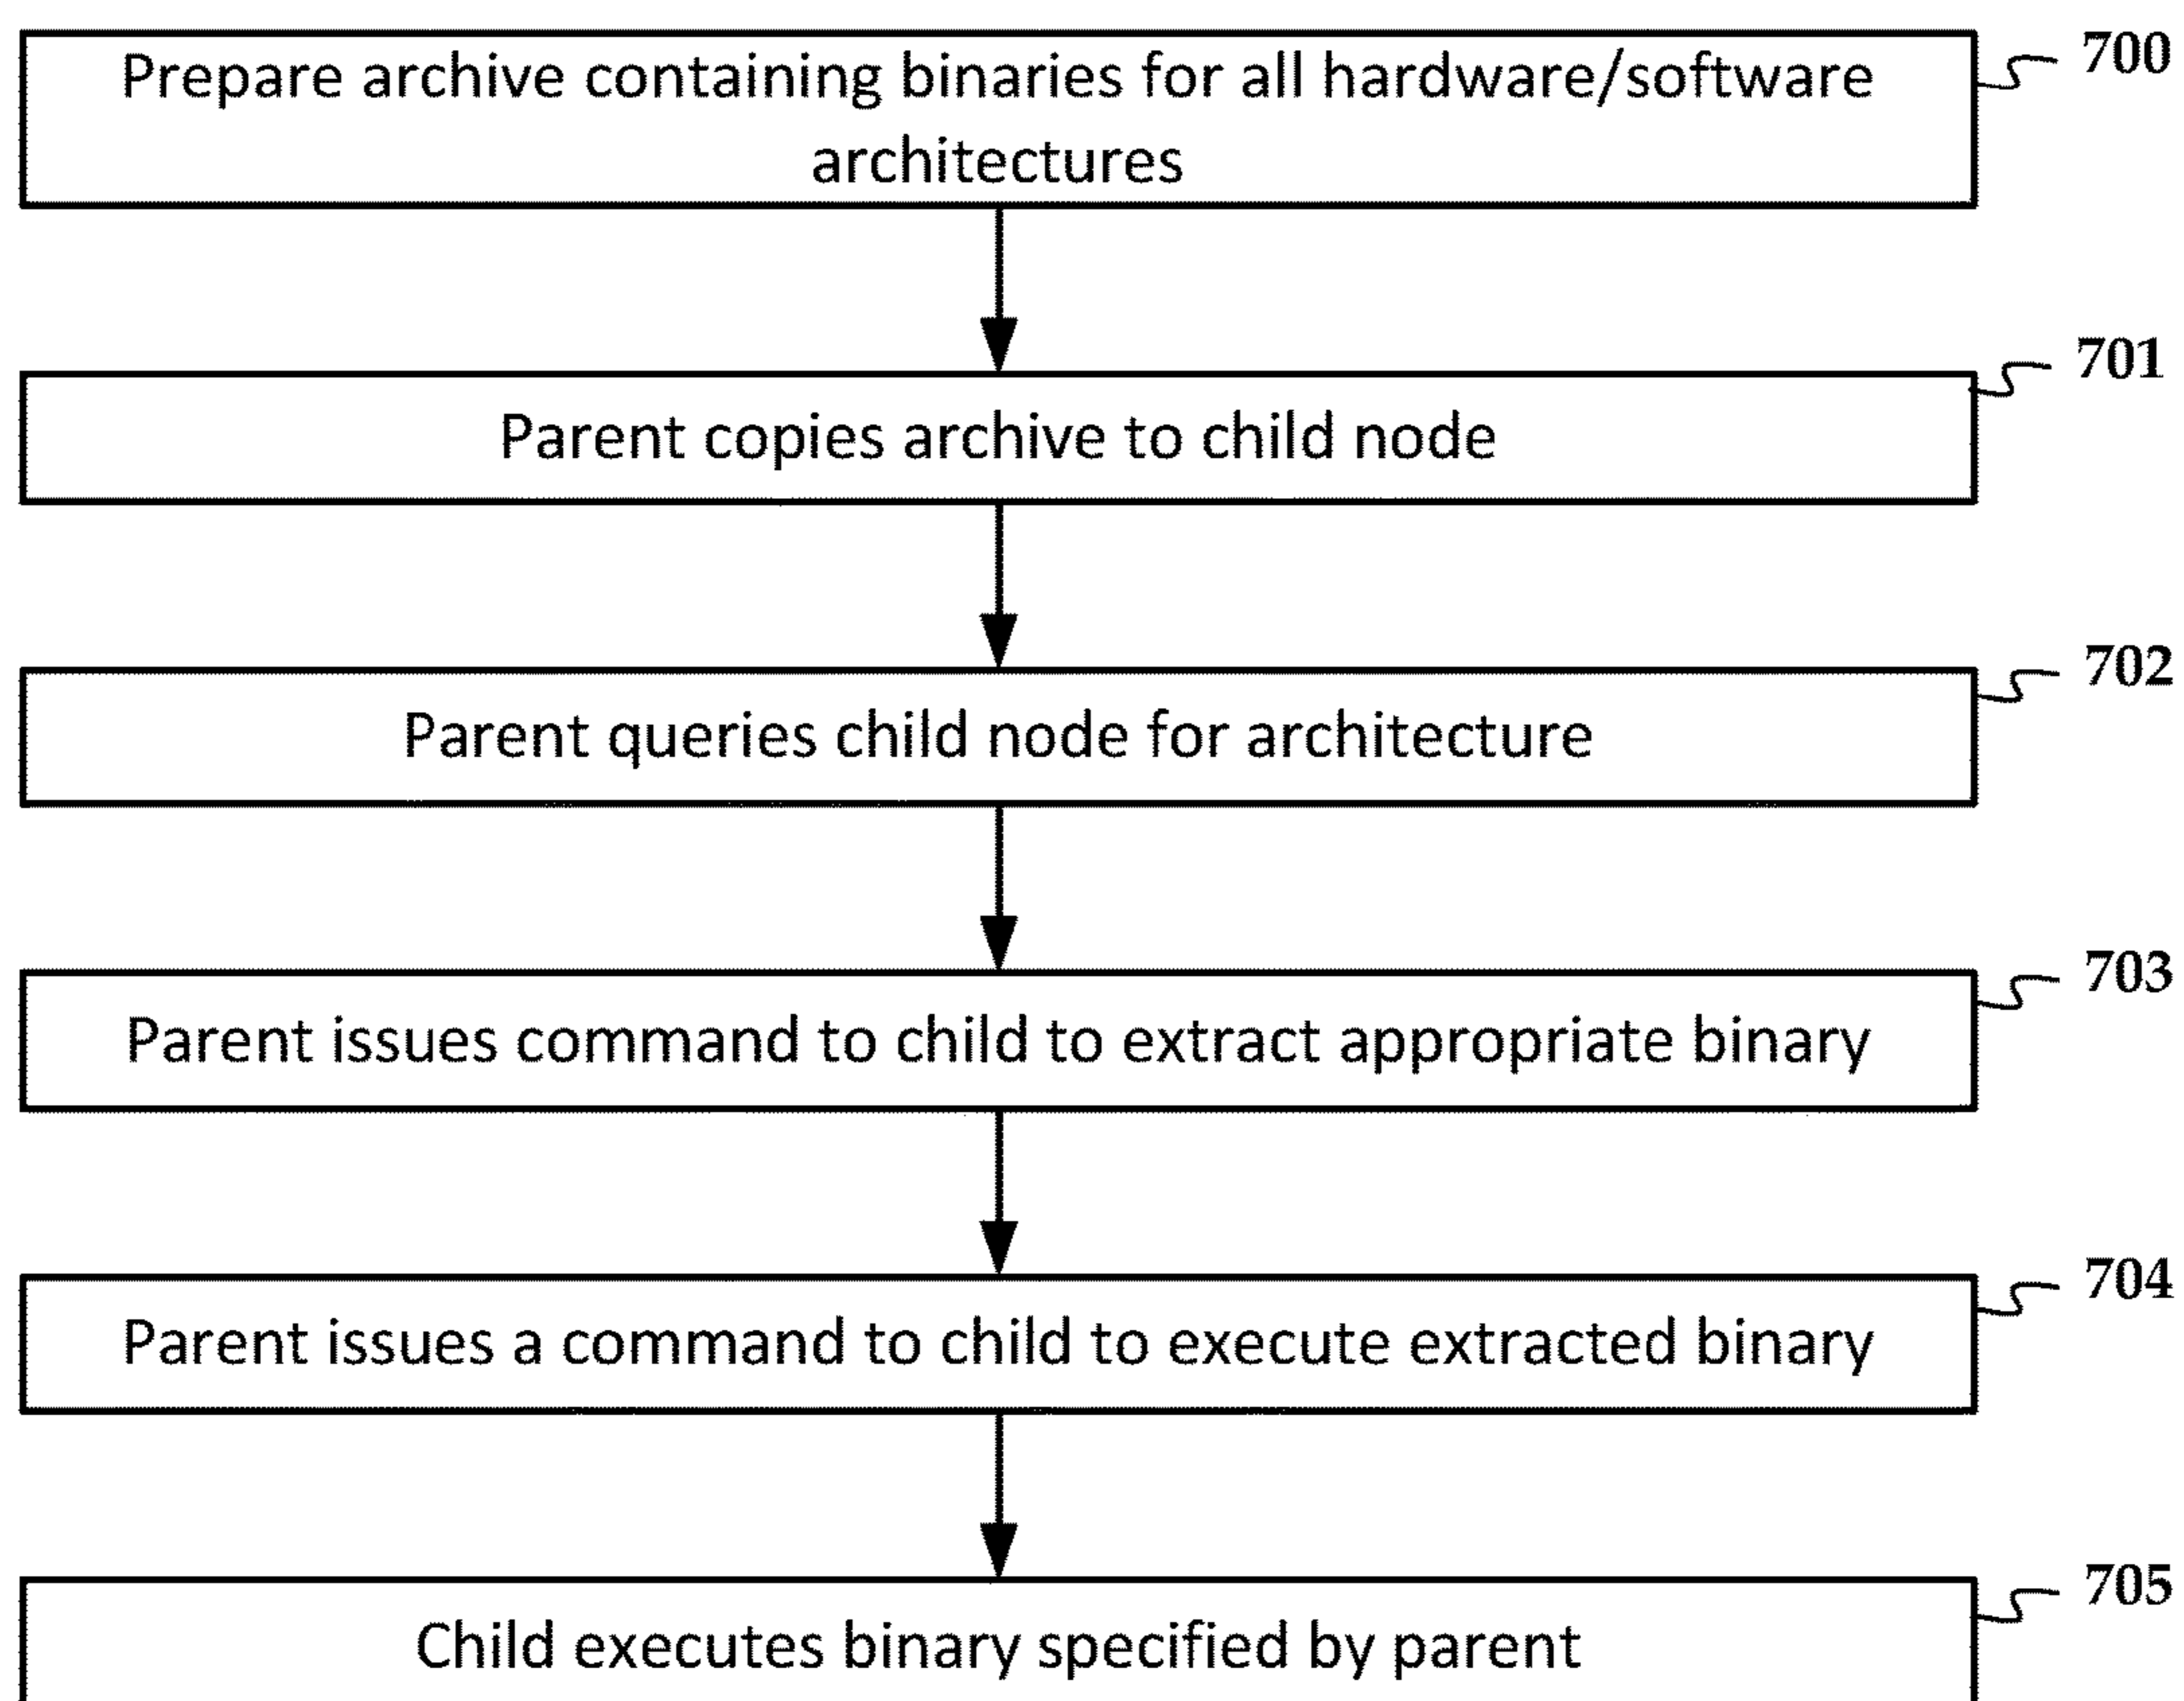 Prepare archive containing binaries for all hardware/software
architectures
700
Parent copies archive to child node
701
Parent queries child node for architecture
702
Parent issues command to child to extract appropriate binary
703
Parent issues a command to child to execute extracted binary
704
Child executes binary specified by parent
705